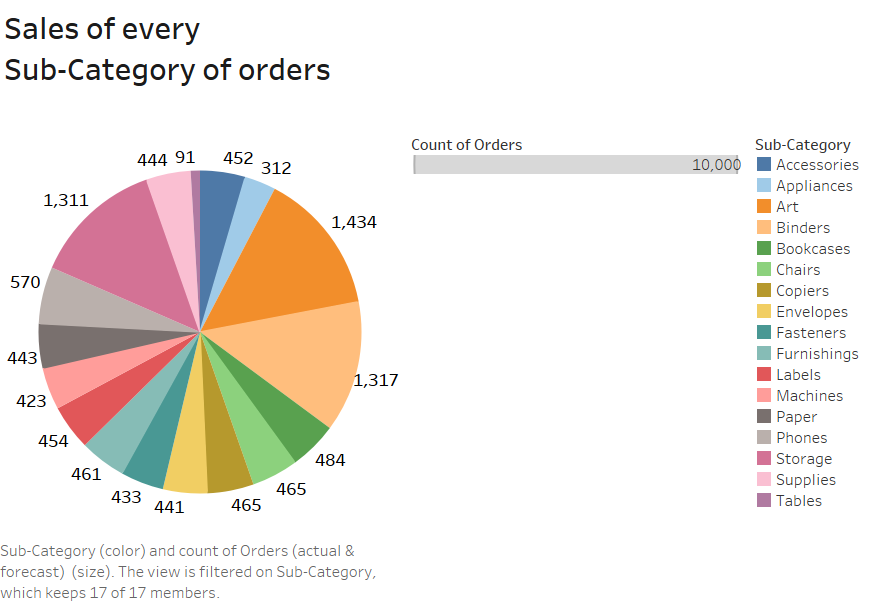 Sales of every
Sub-Category of orders
444 91 452
312
1,311
1,434
570
443
1,317
423
454
484
461
465
433
441
465
Count of Orders
10,000
Sub-Category
Accessories
Appliances
Art
Binders
Bookcases
Chairs
Copiers
Envelopes
Fasteners
Furnishings
Labels
Machines
Paper
Phones
Storage
Supplies
Tables
Sub-Category (color) and count of Orders (actual &
forecast)  (size). The view is filtered on Sub-Category,
which keeps 17 of 17 members.